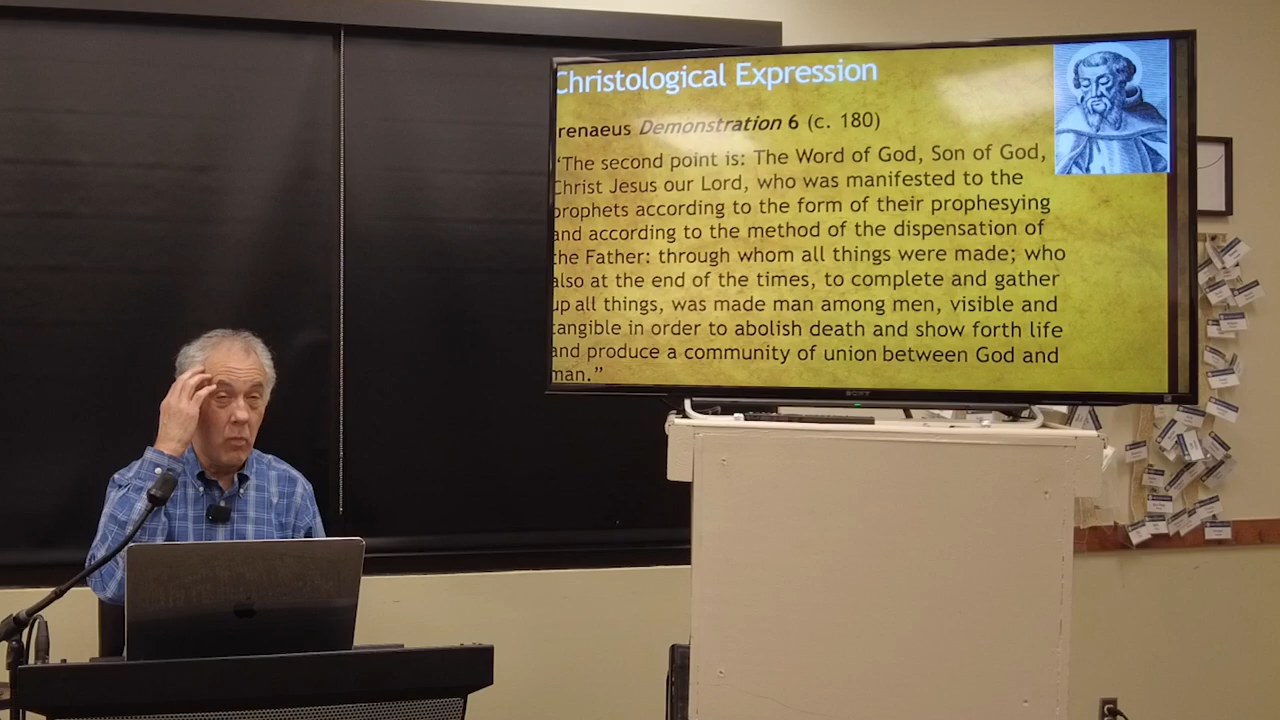 Christological Expression
renaeus Demonstration 6 (c. 180)
"The second point is: The Word of God, Son of God,
Christ Jesus our Lord, who was manifested to the
prophets according to the form of their prophesying
and according to the method of the dispensation of
the Father: through whom all things were made; who
also at the end of the times, to complete and gather
up all things, was made man among men, visible and
tangible in order to abolish death and show forth life
and produce a community of union between God and
man."
SONY